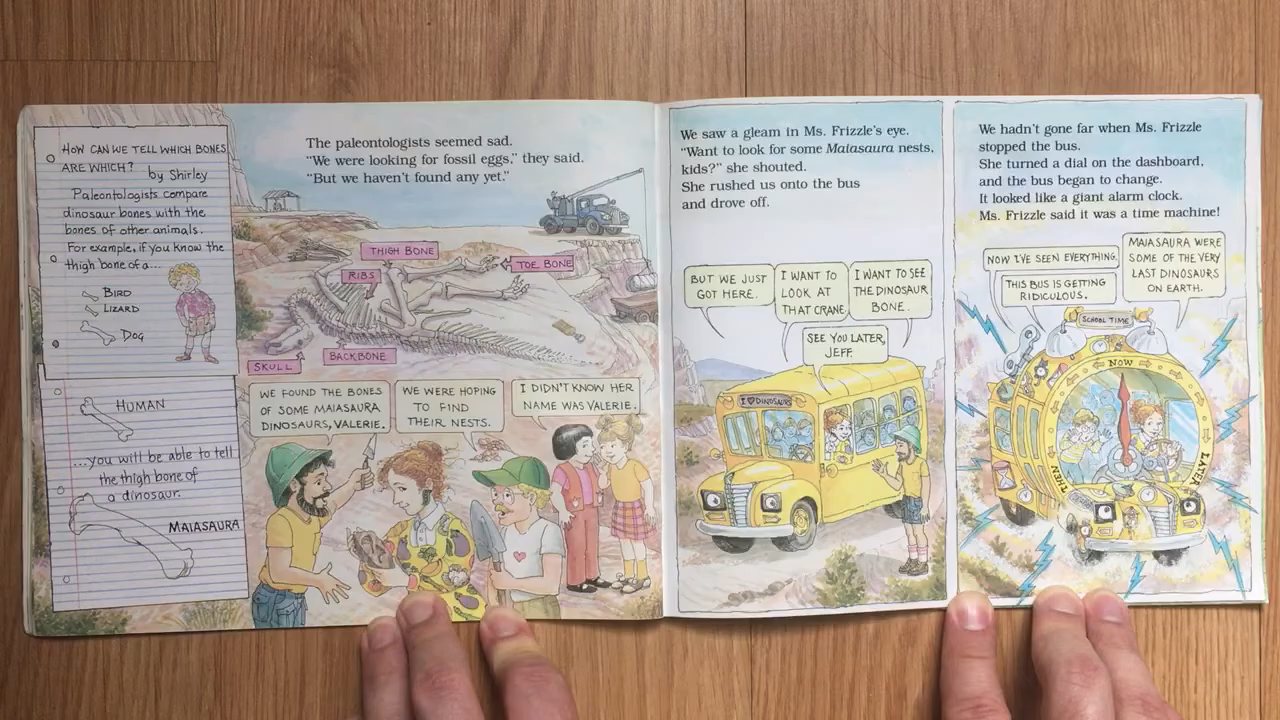 HOW CAN WE TELL WHICH BONES
ARE WHICH?
by Shirley
Paleontologists compare
dinosaur bones with the
bones of other animals.
For example, if you know the
thigh bone of a...
BIRD
LIZARD
DOG
HUMAN
...you will be able to tell
the thigh bone of
a dinosaur.
MAIASAURA
The paleontologists seemed sad.
"We were looking for fossil eggs," they said.
"But we haven't found any yet."
THIGH BONE
TOE BONE
RIBS
BACKBONE
SKULL
WE FOUND THE BONES
OF SOME MAIASAURA
DINOSAURS, VALERIE.
WE WERE HOPING
TO FIND
THEIR NESTS.
I DIDN'T KNOW HER
NAME WAS VALERIE.
We saw a gleam in Ms. Frizzle's eye.
"Want to look for some Maiasaura nests,
kids?" she shouted.
She rushed us onto the bus
and drove off.
BUT WE JUST
GOT HERE.
I WANT TO
LOOK AT
THAT CRANE.
I WANT TO SEE
THE DINOSAUR
BONE.
SEE YOU LATER,
JEFF.
I ♥ DINOSAURS
We hadn't gone far when Ms. Frizzle
stopped the bus.
She turned a dial on the dashboard,
and the bus began to change.
It looked like a giant alarm clock.
Ms. Frizzle said it was a time machine!
NOW I'VE SEEN EVERYTHING.
THIS BUS IS GETTING
RIDICULOUS.
MAIASAURA WERE
SOME OF THE VERY
LAST DINOSAURS
ON EARTH.
SCHOOL TIME
NOW
THEN
LATER